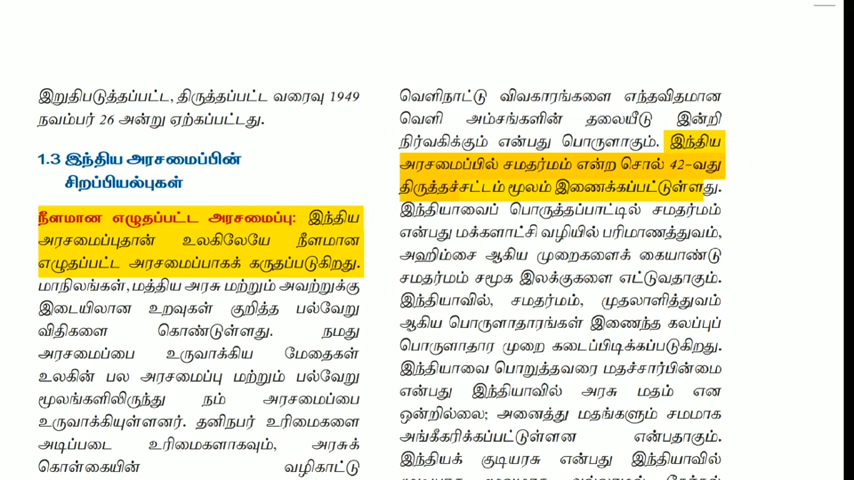 இறுதிபடுத்தப்பட்ட, திருத்தப்பட்ட வரைவு 1949
நவம்பர் 26 அன்று ஏற்கப்பட்டது.
1.3 இந்திய அரசமைப்பின்
சிறப்பியல்புகள்
நீளமான எழுதப்பட்ட அரசமைப்பு: இந்திய
அரசமைப்புதான் உலகிலேயே நீளமான
எழுதப்பட்ட அரசமைப்பாகக் கருதப்படுகிறது.
மாநிலங்கள், மத்திய அரசு மற்றும் அவற்றுக்கு
இடையிலான உறவுகள் குறித்த பல்வேறு
விதிகளை கொண்டுள்ளது. நமது
அரசமைப்பை உருவாக்கிய மேதைகள்
உலகின் பல அரசமைப்பு மற்றும் பல்வேறு
மூலங்களிலிருந்து நம் அரசமைப்பை
உருவாக்கியுள்ளனர். தனிநபர் உரிமைகளை
அடிப்படை உரிமைகளாகவும், அரசுக்
கொள்கையின் வழிகாட்டு
வெளிநாட்டு விவகாரங்களை எந்தவிதமான
வெளி அம்சங்களின் தலையீடு இன்றி
நிர்வகிக்கும் என்பது பொருளாகும். இந்திய
அரசமைப்பில் சமதர்மம் என்ற சொல் 42-வது
திருத்தச்சட்டம் மூலம் இணைக்கப்பட்டுள்ளது.
இந்தியாவைப் பொருத்தப்பாட்டில் சமதர்மம்
என்பது மக்களாட்சி வழியில் பரிமாணத்துவம்,
அஹிம்சை ஆகிய முறைகளைக் கையாண்டு
சமதர்மம் சமூக இலக்குகளை எட்டுவதாகும்.
இந்தியாவில், சமதர்மம், முதலாளித்துவம்
ஆகிய பொருளாதாரங்கள் இணைந்த கலப்புப்
பொருளாதார முறை கடைப்பிடிக்கப்படுகிறது.
இந்தியாவை பொறுத்தவரை மதச்சார்பின்மை
என்பது இந்தியாவில் அரசு மதம் என
ஒன்றில்லை; அனைத்து மதங்களும் சமமாக
அங்கீகரிக்கப்பட்டுள்ளன என்பதாகும்.
இந்தியக் குடியரசு என்பது இந்தியாவில்